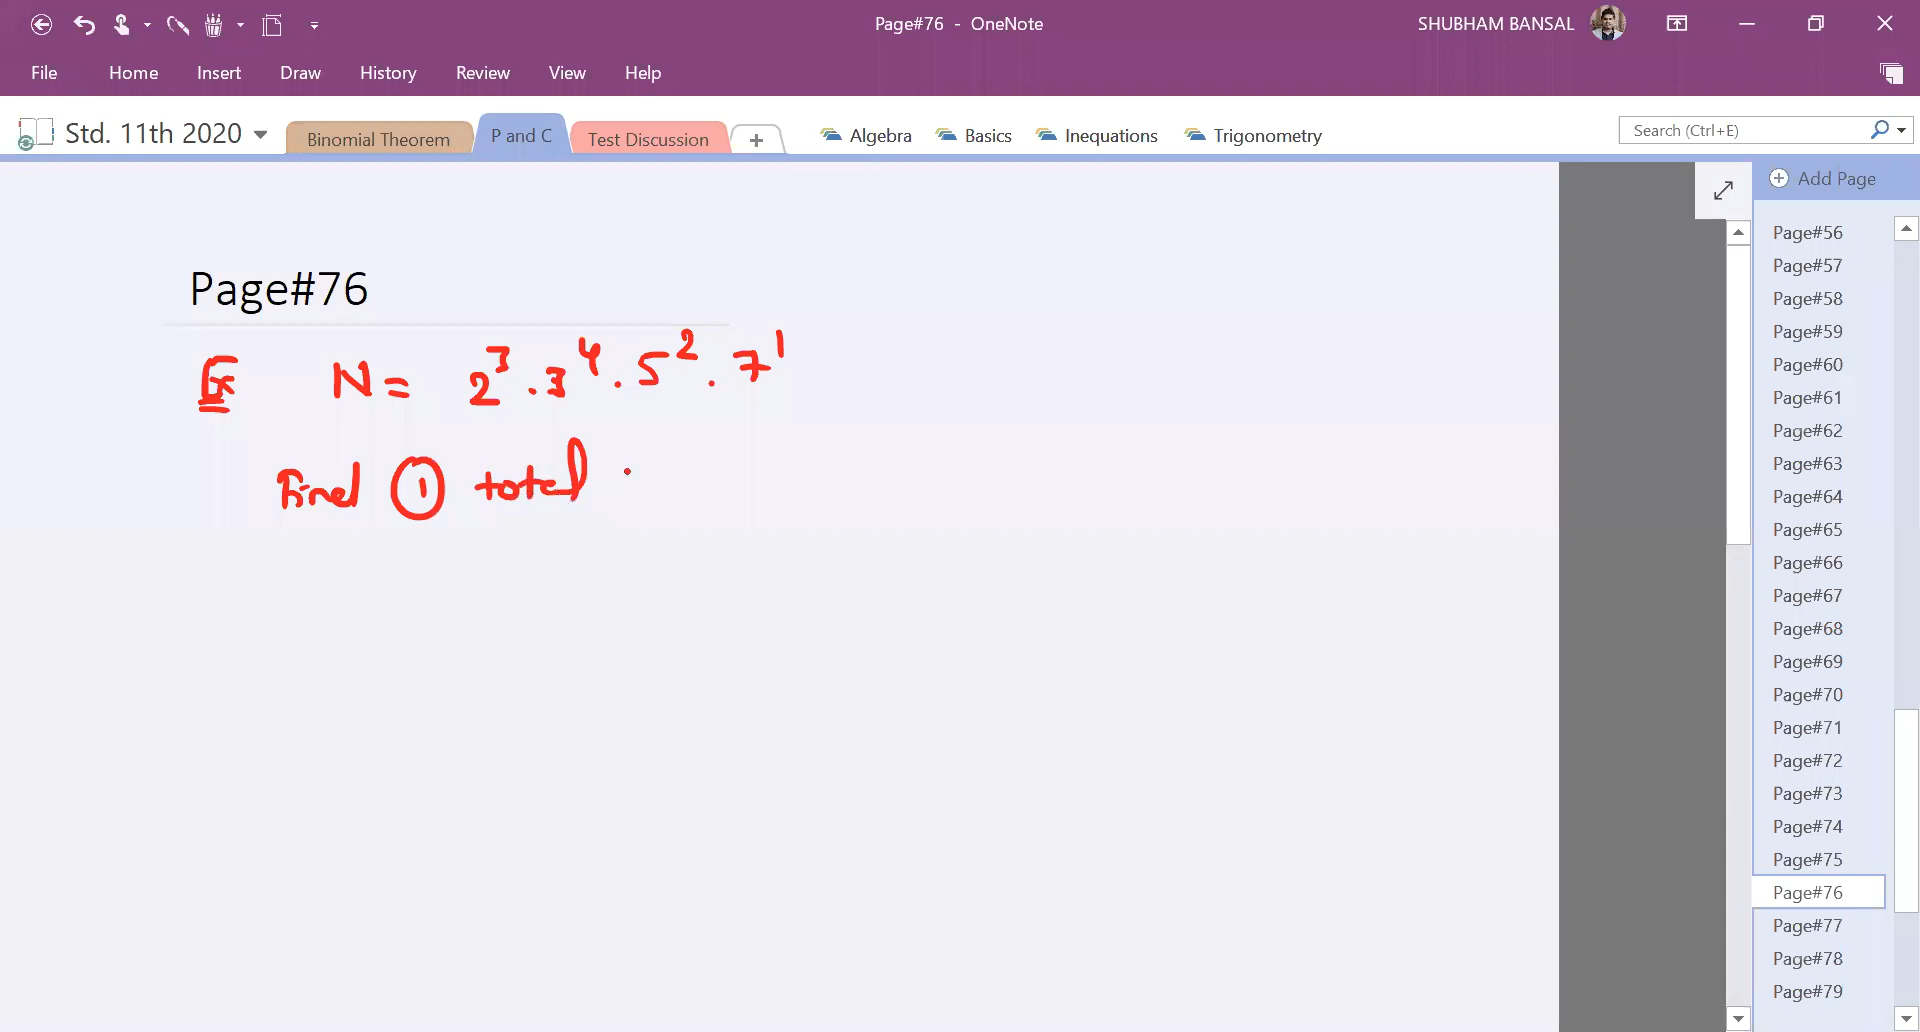 Page#76 - OneNote
SHUBHAM BANSAL
File Home Insert Draw History Review View Help
Std. 11th 2020
Binomial Theorem
P and C
Test Discussion
Algebra
Basics
Inequations
Trigonometry
Search (Ctrl+E)
Add Page
Page#76
Ex N = 2³ . 3⁴ . 5² . 7¹
Find ① total
Page#56
Page#57
Page#58
Page#59
Page#60
Page#61
Page#62
Page#63
Page#64
Page#65
Page#66
Page#67
Page#68
Page#69
Page#70
Page#71
Page#72
Page#73
Page#74
Page#75
Page#76
Page#77
Page#78
Page#79